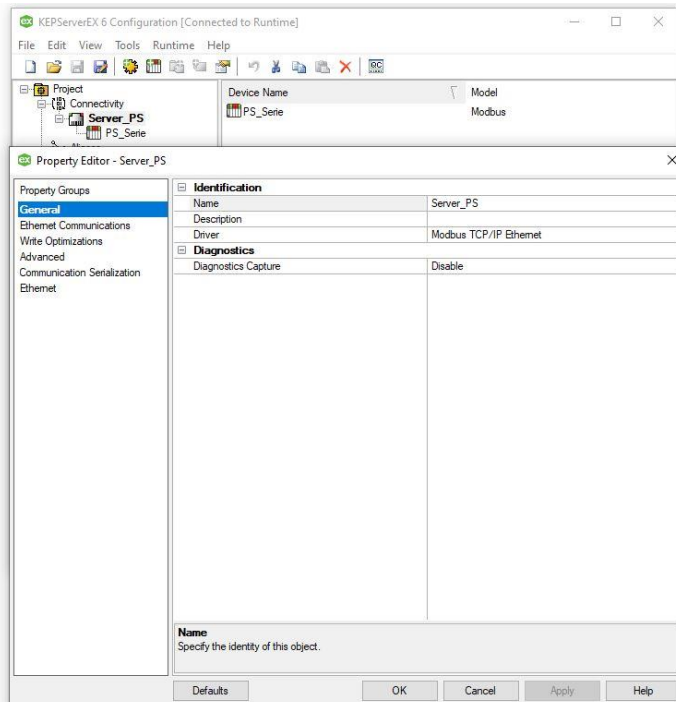 KEPServerEX 6 Configuration [Connected to Runtime]
File Edit View Tools Runtime Help
Project
Connectivity
Server_PS
PS_Serie
Device Name Model
PS_Serie Modbus
Property Editor - Server_PS
Property Groups
General
Ethernet Communications
Write Optimizations
Advanced
Communication Serialization
Ethernet
Identification
Name Server_PS
Description
Driver Modbus TCP/IP Ethernet
Diagnostics
Diagnostics Capture Disable
Name
Specify the identity of this object.
Defaults OK Cancel Apply Help